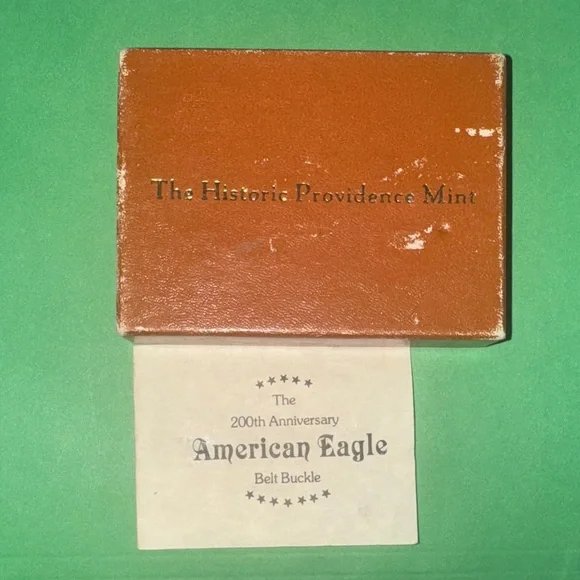 The Historic Providence Mint
The
200th Anniversary
American Eagle
Belt Buckle